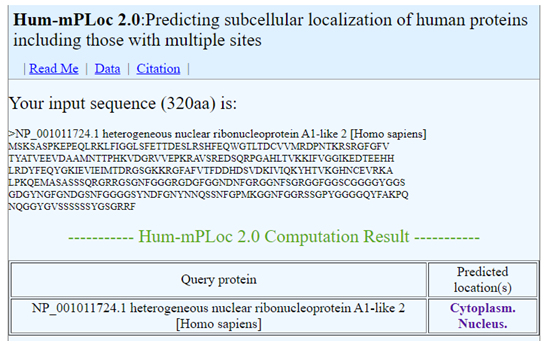 Hum-mPLoc 2.0:Predicting subcellular localization of human proteins
including those with multiple sites
| Read Me | Data | Citation |
Your input sequence (320aa) is:
>NP_001011724.1 heterogeneous nuclear ribonucleoprotein A1-like 2 [Homo sapiens]
MSKSASPKEPEQLRKLFIGGLSFETTDESLRSHFEQWGTLTDCVVMRDPNTKRSRGFGFV
TYATVEEVDAAMNTTPHKVDGRVVEPKRAVSREDSQRPGAHLTVKKIFVGGIKEDTEEHH
LRDYFEQYGKIEVIEIMTDRGSGKKRGFAFVTFDDHDSVDKIVIQKYHTVKGHNCEVRKA
LPKQEMASASSSQRGRRGSGNFGGGRGDGFGGNDNFGRGGNFSGRGGFGGSCGGGGYGGS
GDGYNGFGNDGSNFGGGGSYNDFGNYNNQSSNFGPMKGGNFGGRSSGPYGGGGQYFAKPQ
NQGGYGVSSSSSSYGSGRRF
---------- Hum-mPLoc 2.0 Computation Result -----------
Query protein
Predicted
location(s)
NP_001011724.1 heterogeneous nuclear ribonucleoprotein A1-like 2
[Homo sapiens]
Cytoplasm.
Nucleus.